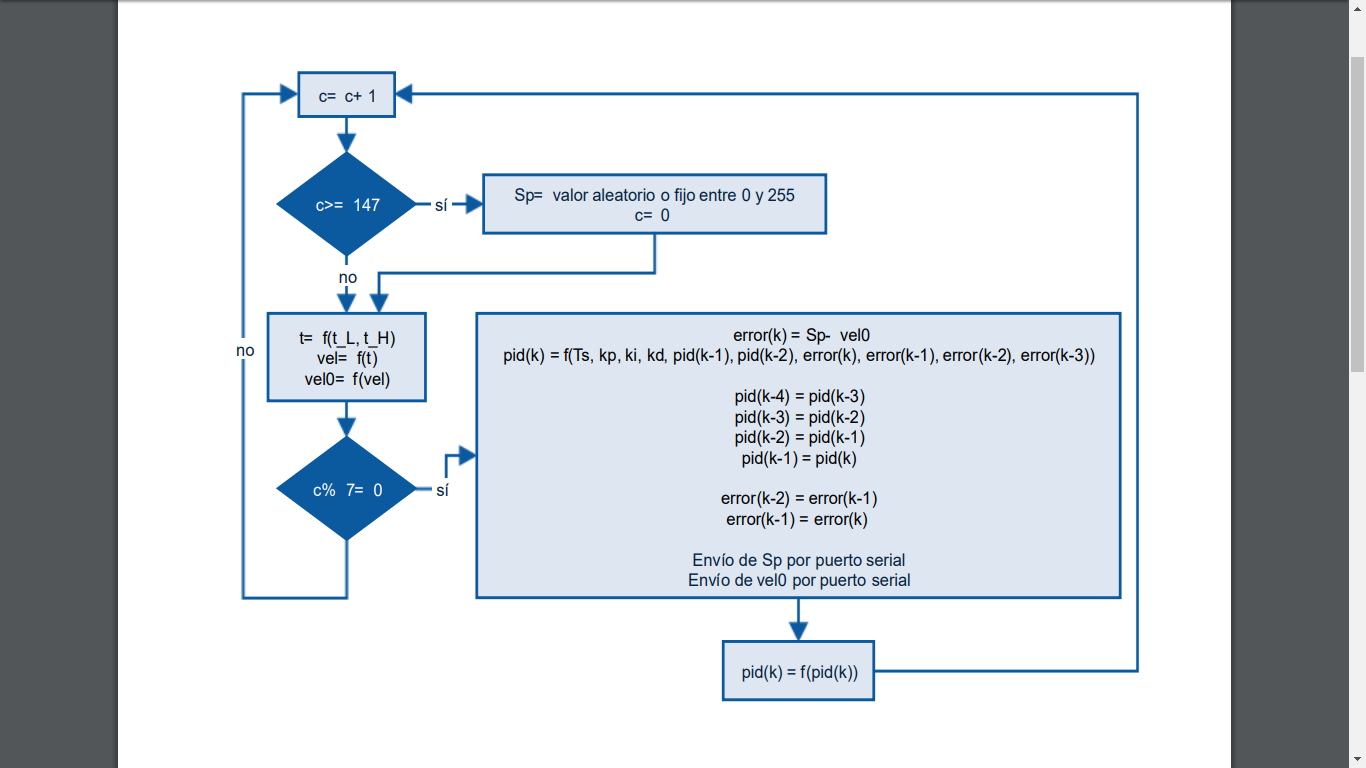 c= c+ 1
c>= 147
sí
Sp= valor aleatorio o fijo entre 0 y 255
c= 0
no
t= f(t_L, t_H)
vel= f(t)
vel0= f(vel)
no
c% 7= 0
sí
error(k) = Sp- vel0
pid(k) = f(Ts, kp, ki, kd, pid(k-1), pid(k-2), error(k), error(k-1), error(k-2), error(k-3))
pid(k-4) = pid(k-3)
pid(k-3) = pid(k-2)
pid(k-2) = pid(k-1)
pid(k-1) = pid(k)
error(k-2) = error(k-1)
error(k-1) = error(k)
Envío de Sp por puerto serial
Envío de vel0 por puerto serial
pid(k) = f(pid(k))